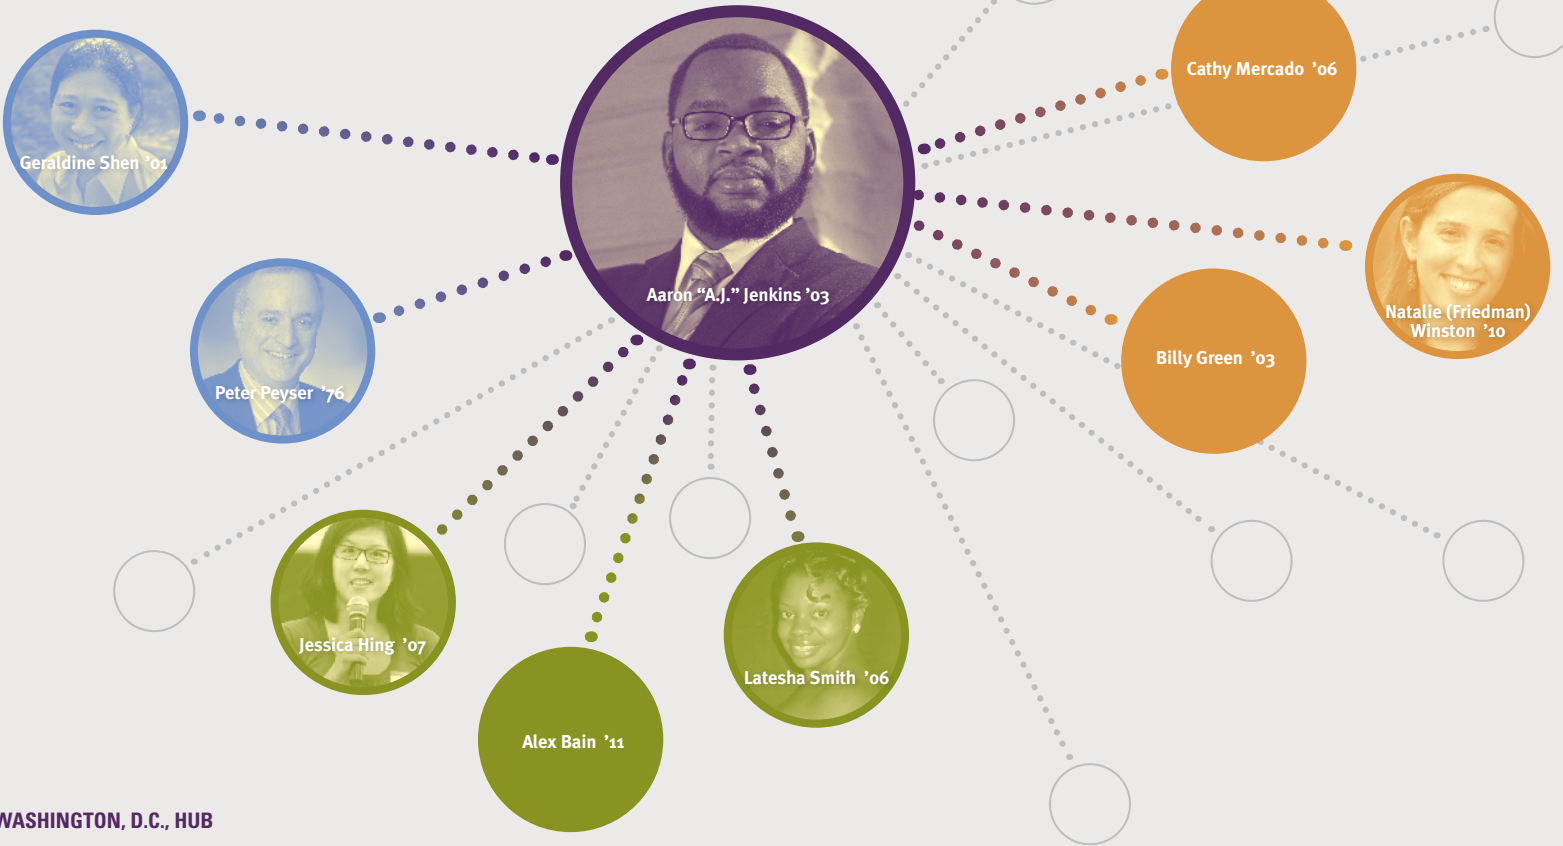 Cathy Mercado ’06
Geraldine Shen ’01
Aaron “A.J.” Jenkins ’03
Natalie (Friedman)
Winston ’10
Billy Green ’03
Peter Peyser ’76
Jessica Hing ’07
Latesha Smith ’06
Alex Bain ’11
WASHINGTON, D.C., HUB